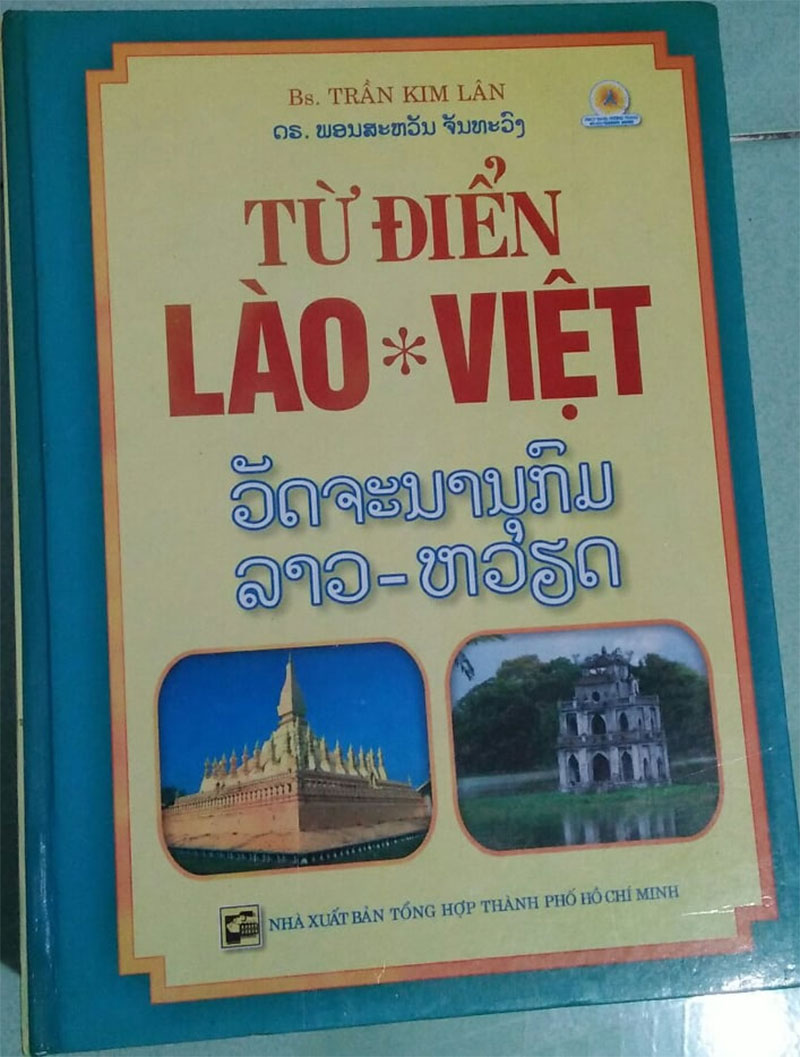 Bs. TRẦN KIM LÂN
ດຣ. ພອນສະຫວັນ ຈັນທະວົງ
TỪ ĐIỂN
LÀO * VIỆT
ວັດຈະນານຸກົມ
ລາວ - ຫວຽດ
NHÀ XUẤT BẢN TỔNG HỢP THÀNH PHỐ HỒ CHÍ MINH